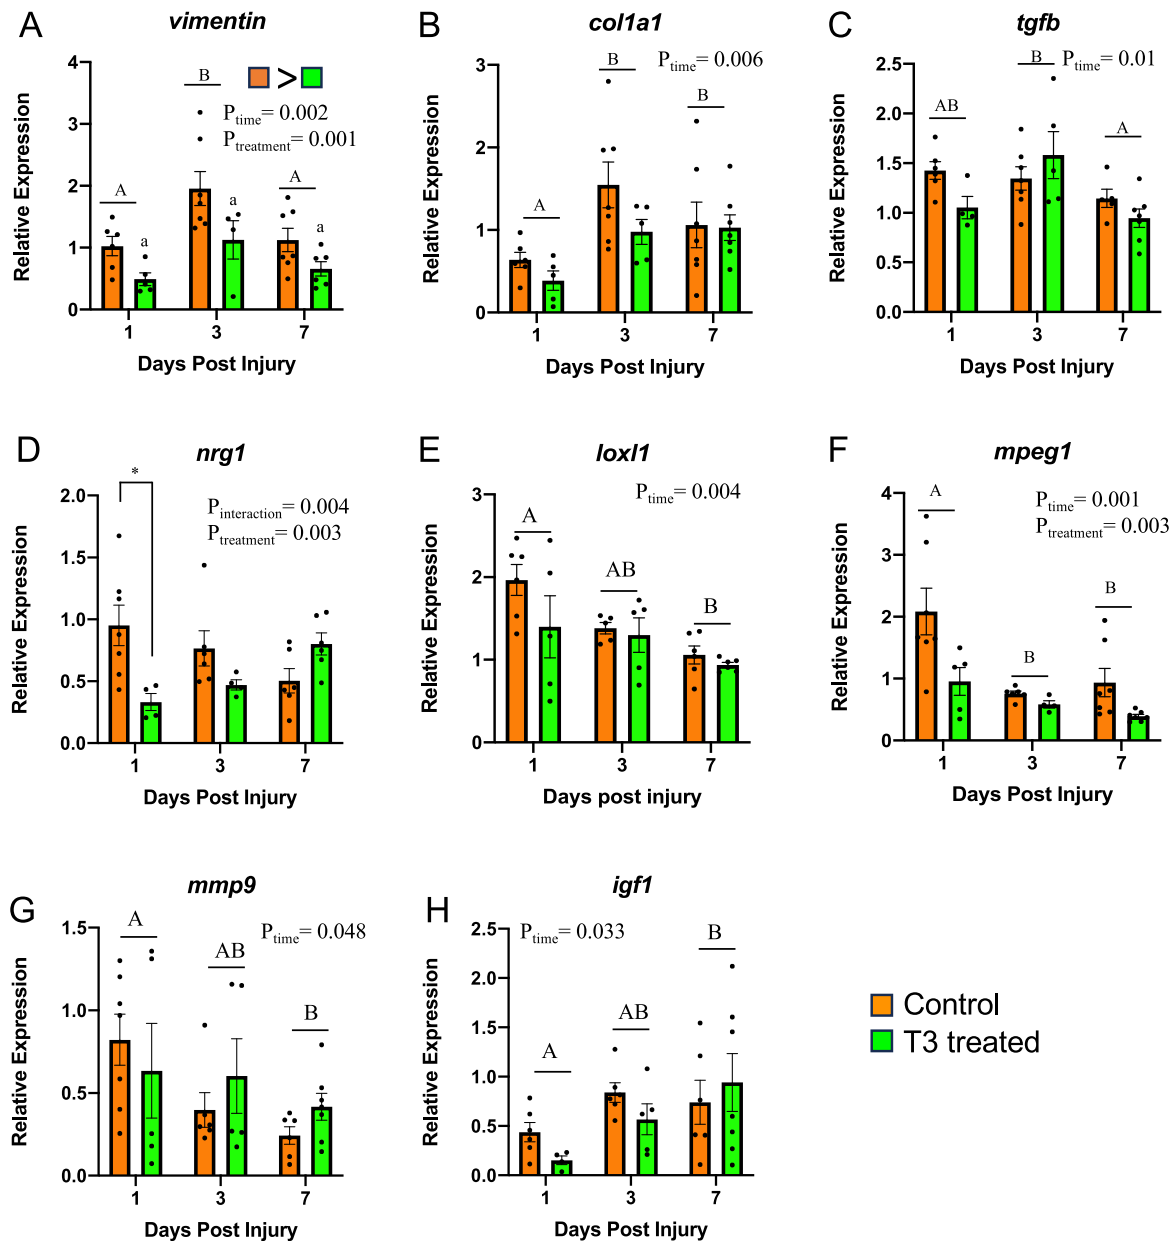 A
vimentin
Relative Expression
4
3
2
1
0
B
>
Ptime= 0.002
Ptreatment= 0.001
A
A
a
a
a
1
3
7
Days Post Injury
B
col1a1
Relative Expression
3
2
1
0
B
Ptime= 0.006
B
A
1
3
7
Days Post Injury
C
tgfb
Relative Expression
2.5
2.0
1.5
1.0
0.5
0.0
B
Ptime= 0.01
AB
A
1
3
7
Days Post Injury
D
nrg1
Relative Expression
2.0
1.5
1.0
0.5
0.0
*
Pinteraction= 0.004
Ptreatment= 0.003
1
3
7
Days Post Injury
E
loxl1
Relative Expression
3
2
1
0
Ptime= 0.004
A
AB
B
1
3
7
Days post injury
F
mpeg1
Relative Expression
4
3
2
1
0
A
Ptime= 0.001
Ptreatment= 0.003
B
B
1
3
7
Days Post Injury
G
mmp9
Relative Expression
1.5
1.0
0.5
0.0
A
Ptime= 0.048
AB
B
1
3
7
Days Post Injury
H
igf1
Relative Expression
2.5
2.0
1.5
1.0
0.5
0.0
Ptime= 0.033
B
AB
A
1
3
7
Days Post Injury
Control
T3 treated